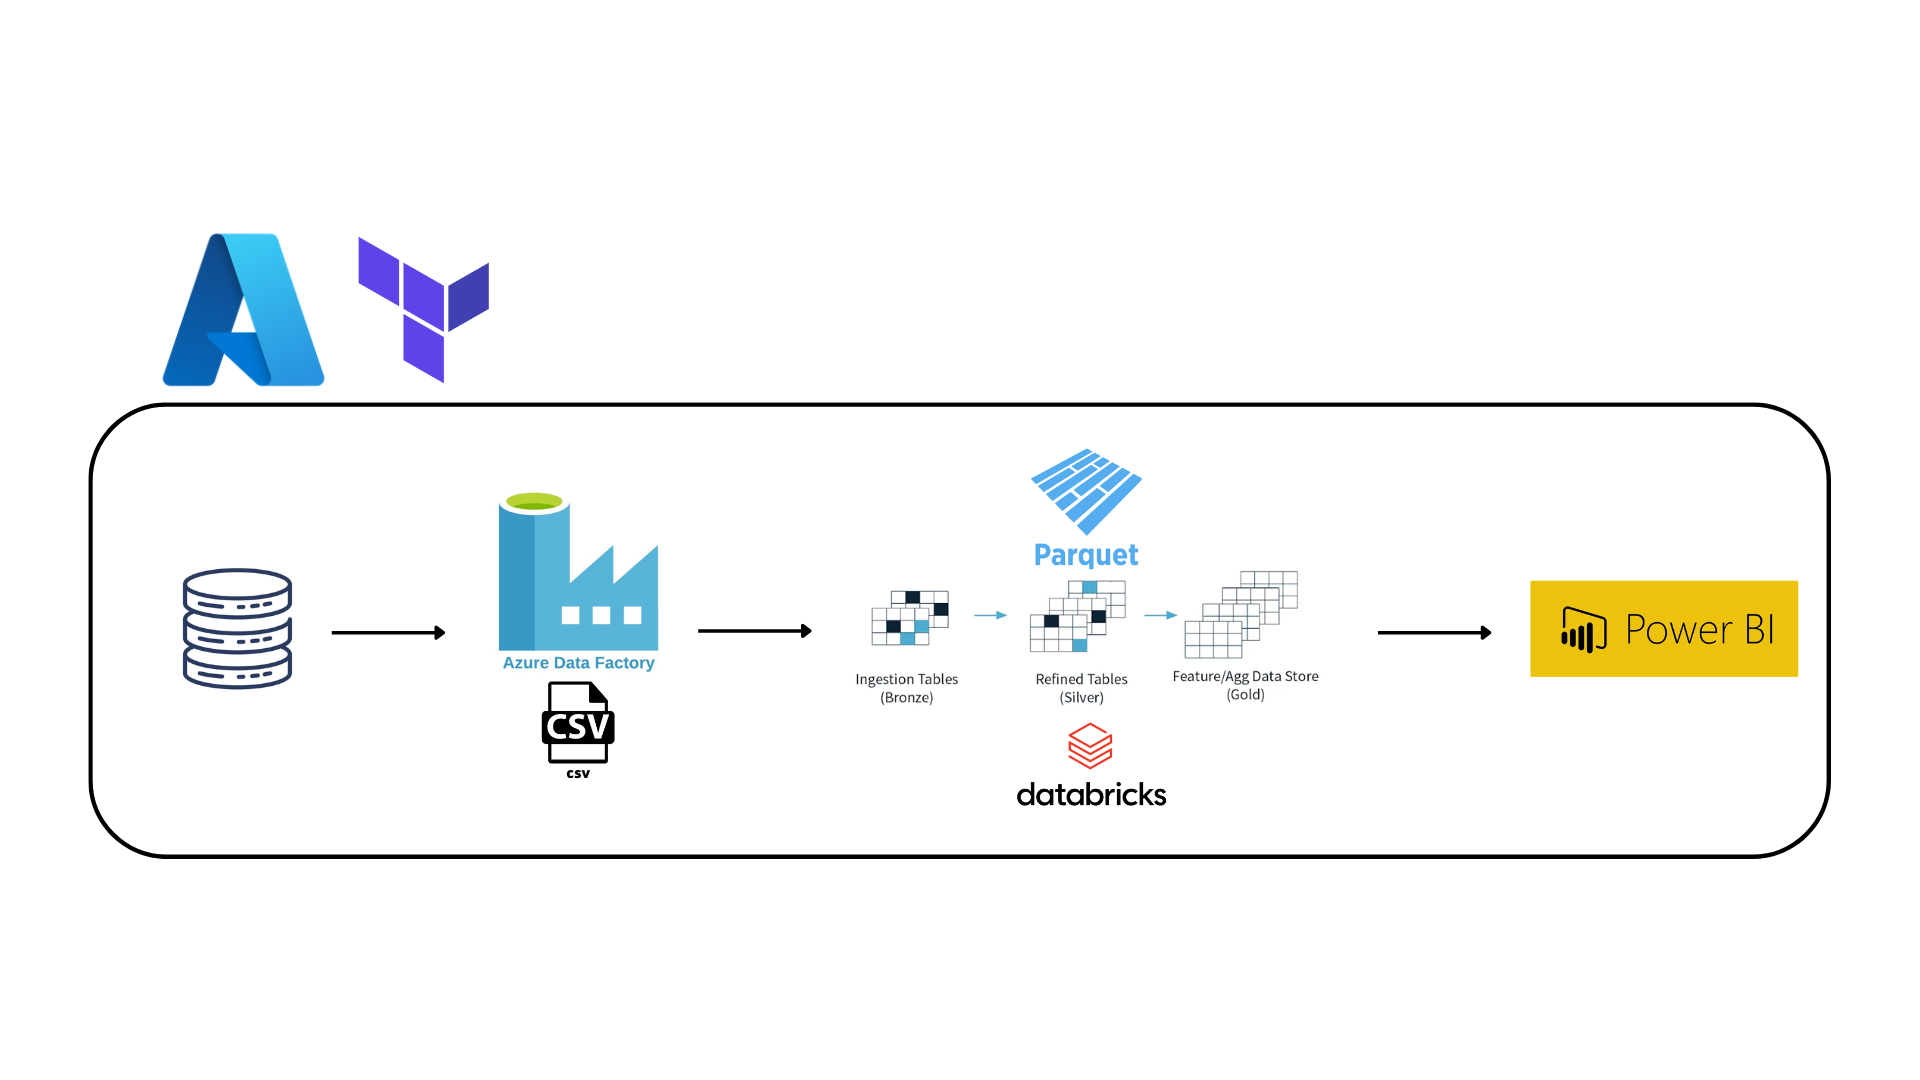 Parquet
Azure Data Factory
CSV
csv
Ingestion Tables
(Bronze)
Refined Tables
(Silver)
Feature/Agg Data Store
(Gold)
databricks
Power BI